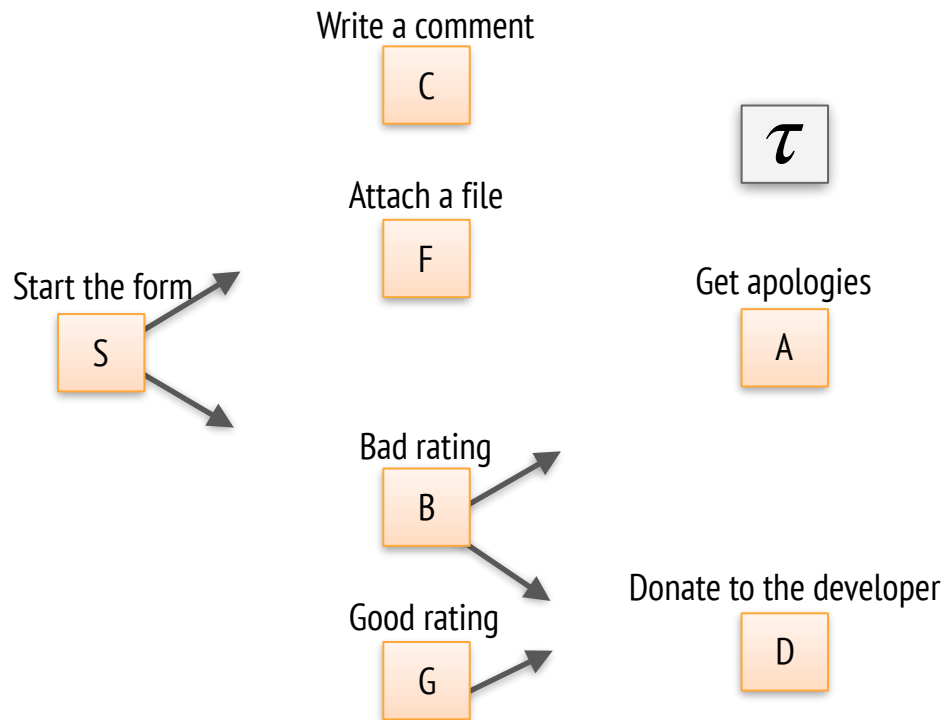 Write a comment
C
τ
Attach a file
F
Start the form
S
Get apologies
A
Bad rating
B
Good rating
G
Donate to the developer
D